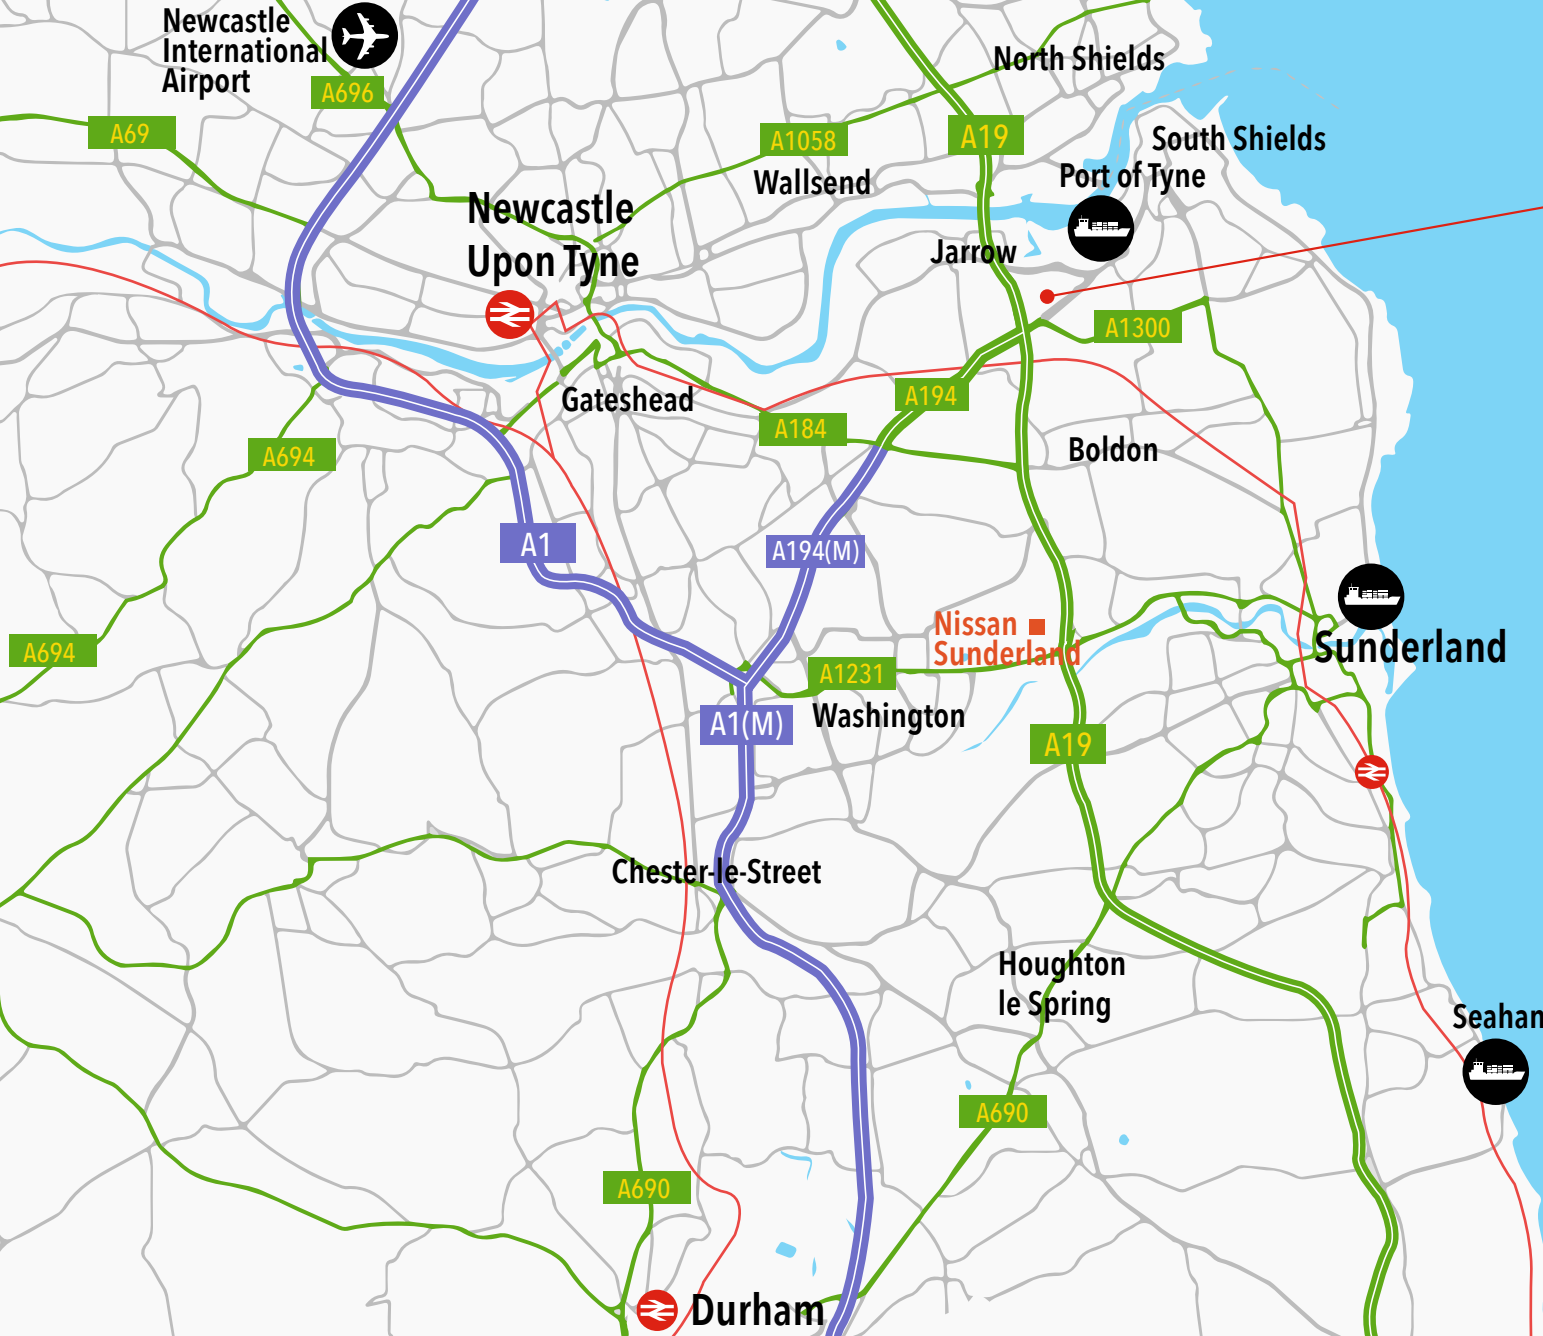 Newcastle
International
Airport
A696
A69
North Shields
A1058
A19
South Shields
Port of Tyne
Wallsend
Newcastle
Upon Tyne
Jarrow
A1300
Gateshead
A194
A184
A694
Boldon
A1
A194(M)
Nissan
Sunderland
A694
Sunderland
A1231
A1(M)
Washington
A19
Chester-le-Street
Houghton
le Spring
Seahan
A690
A690
Durham